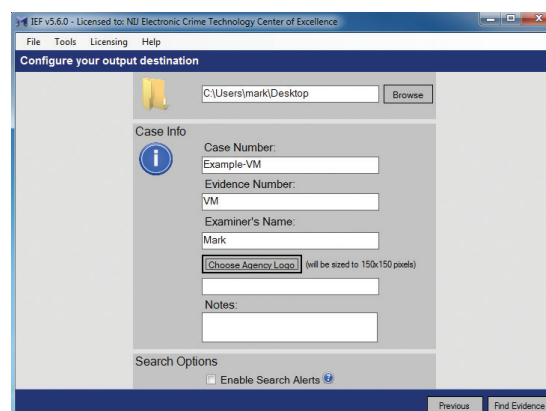 IEF v5.6.0 - Licensed to: NIJ Electronic Crime Technology Center of Excellence
File Tools Licensing Help
Configure your output destination
C:\Users\mark\Desktop Browse
Case Info
Case Number:
Example-VM
Evidence Number:
VM
Examiner's Name:
Mark
Choose Agency Logo (will be sized to 150x150 pixels)
Notes:
Search Options
Enable Search Alerts
Previous Find Evidence